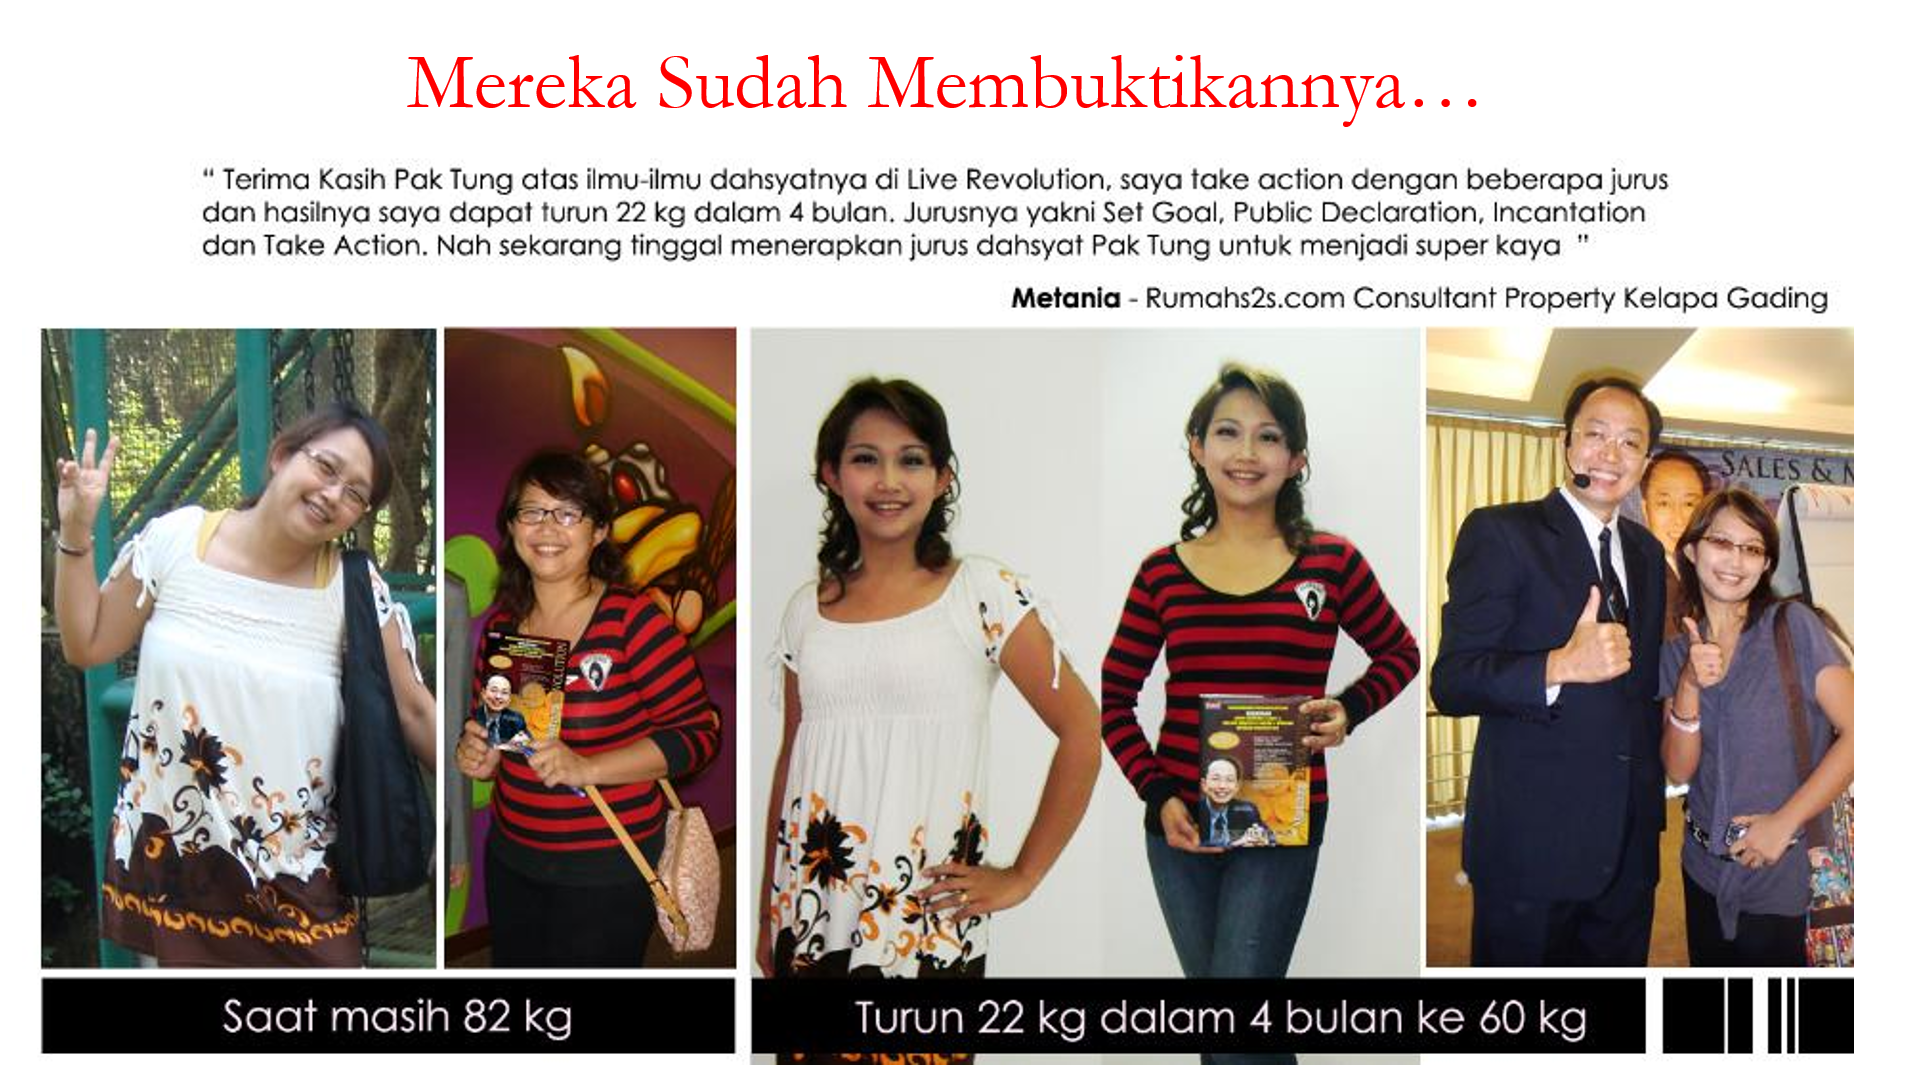 Mereka Sudah Membuktikannya…
“ Terima Kasih Pak Tung atas ilmu-ilmu dahsyatnya di Live Revolution, saya take action dengan beberapa jurus
dan hasilnya saya dapat turun 22 kg dalam 4 bulan. Jurusnya yakni Set Goal, Public Declaration, Incantation
dan Take Action. Nah sekarang tinggal menerapkan jurus dahsyat Pak Tung untuk menjadi super kaya ”
Metania - Rumahs2s.com Consultant Property Kelapa Gading
SALES &
Saat masih 82 kg
Turun 22 kg dalam 4 bulan ke 60 kg